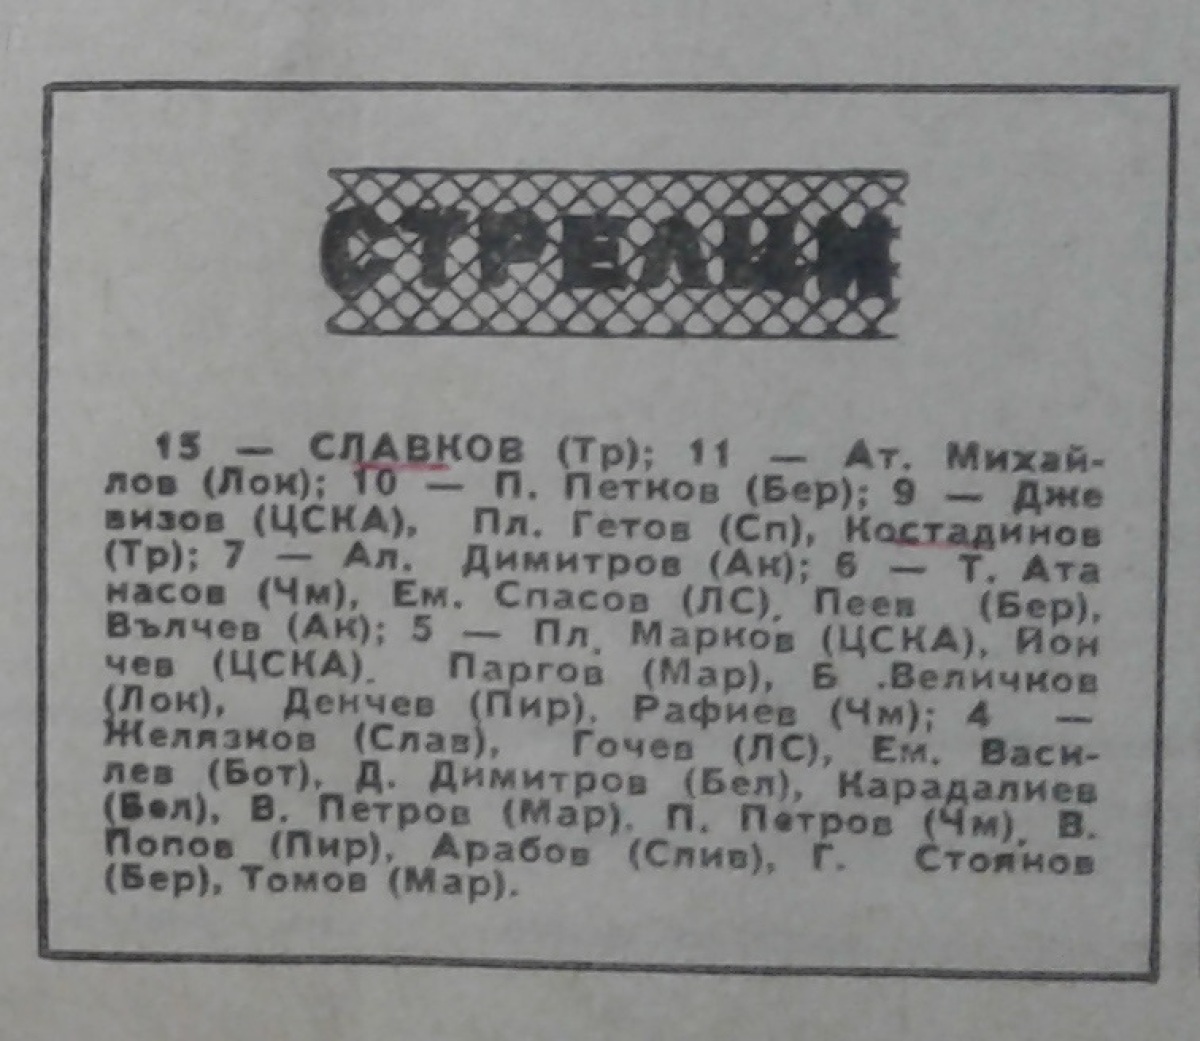 СТРЕЛЦИ
15 — СЛАВКОВ (Тр); 11 — Ат. Михай-
лов (Лок); 10 — П. Петков (Бер); 9 — Дже
визов (ЦСКА), Пл. Гетов (Сп), Костадинов
(Тр); 7 — Ал. Димитров (Ак); 6 — Т. Ата
насов (Чм), Ем. Спасов (ЛС), Пеев (Бер),
Вълчев (Ак); 5 — Пл. Марков (ЦСКА), Йон
чев (ЦСКА). Паргов (Мар), Б .Величков
(Лок), Денчев (Пир), Рафиев (Чм); 4 —
Желязков (Слав), Гочев (ЛС), Ем. Васи-
лев (Бот), Д. Димитров (Бел), Карадалиев
(Бел), В. Петров (Мар), П. Петров (Чм), В.
Попов (Пир), Арабов (Слив), Г. Стоянов
(Бер), Томов (Мар).